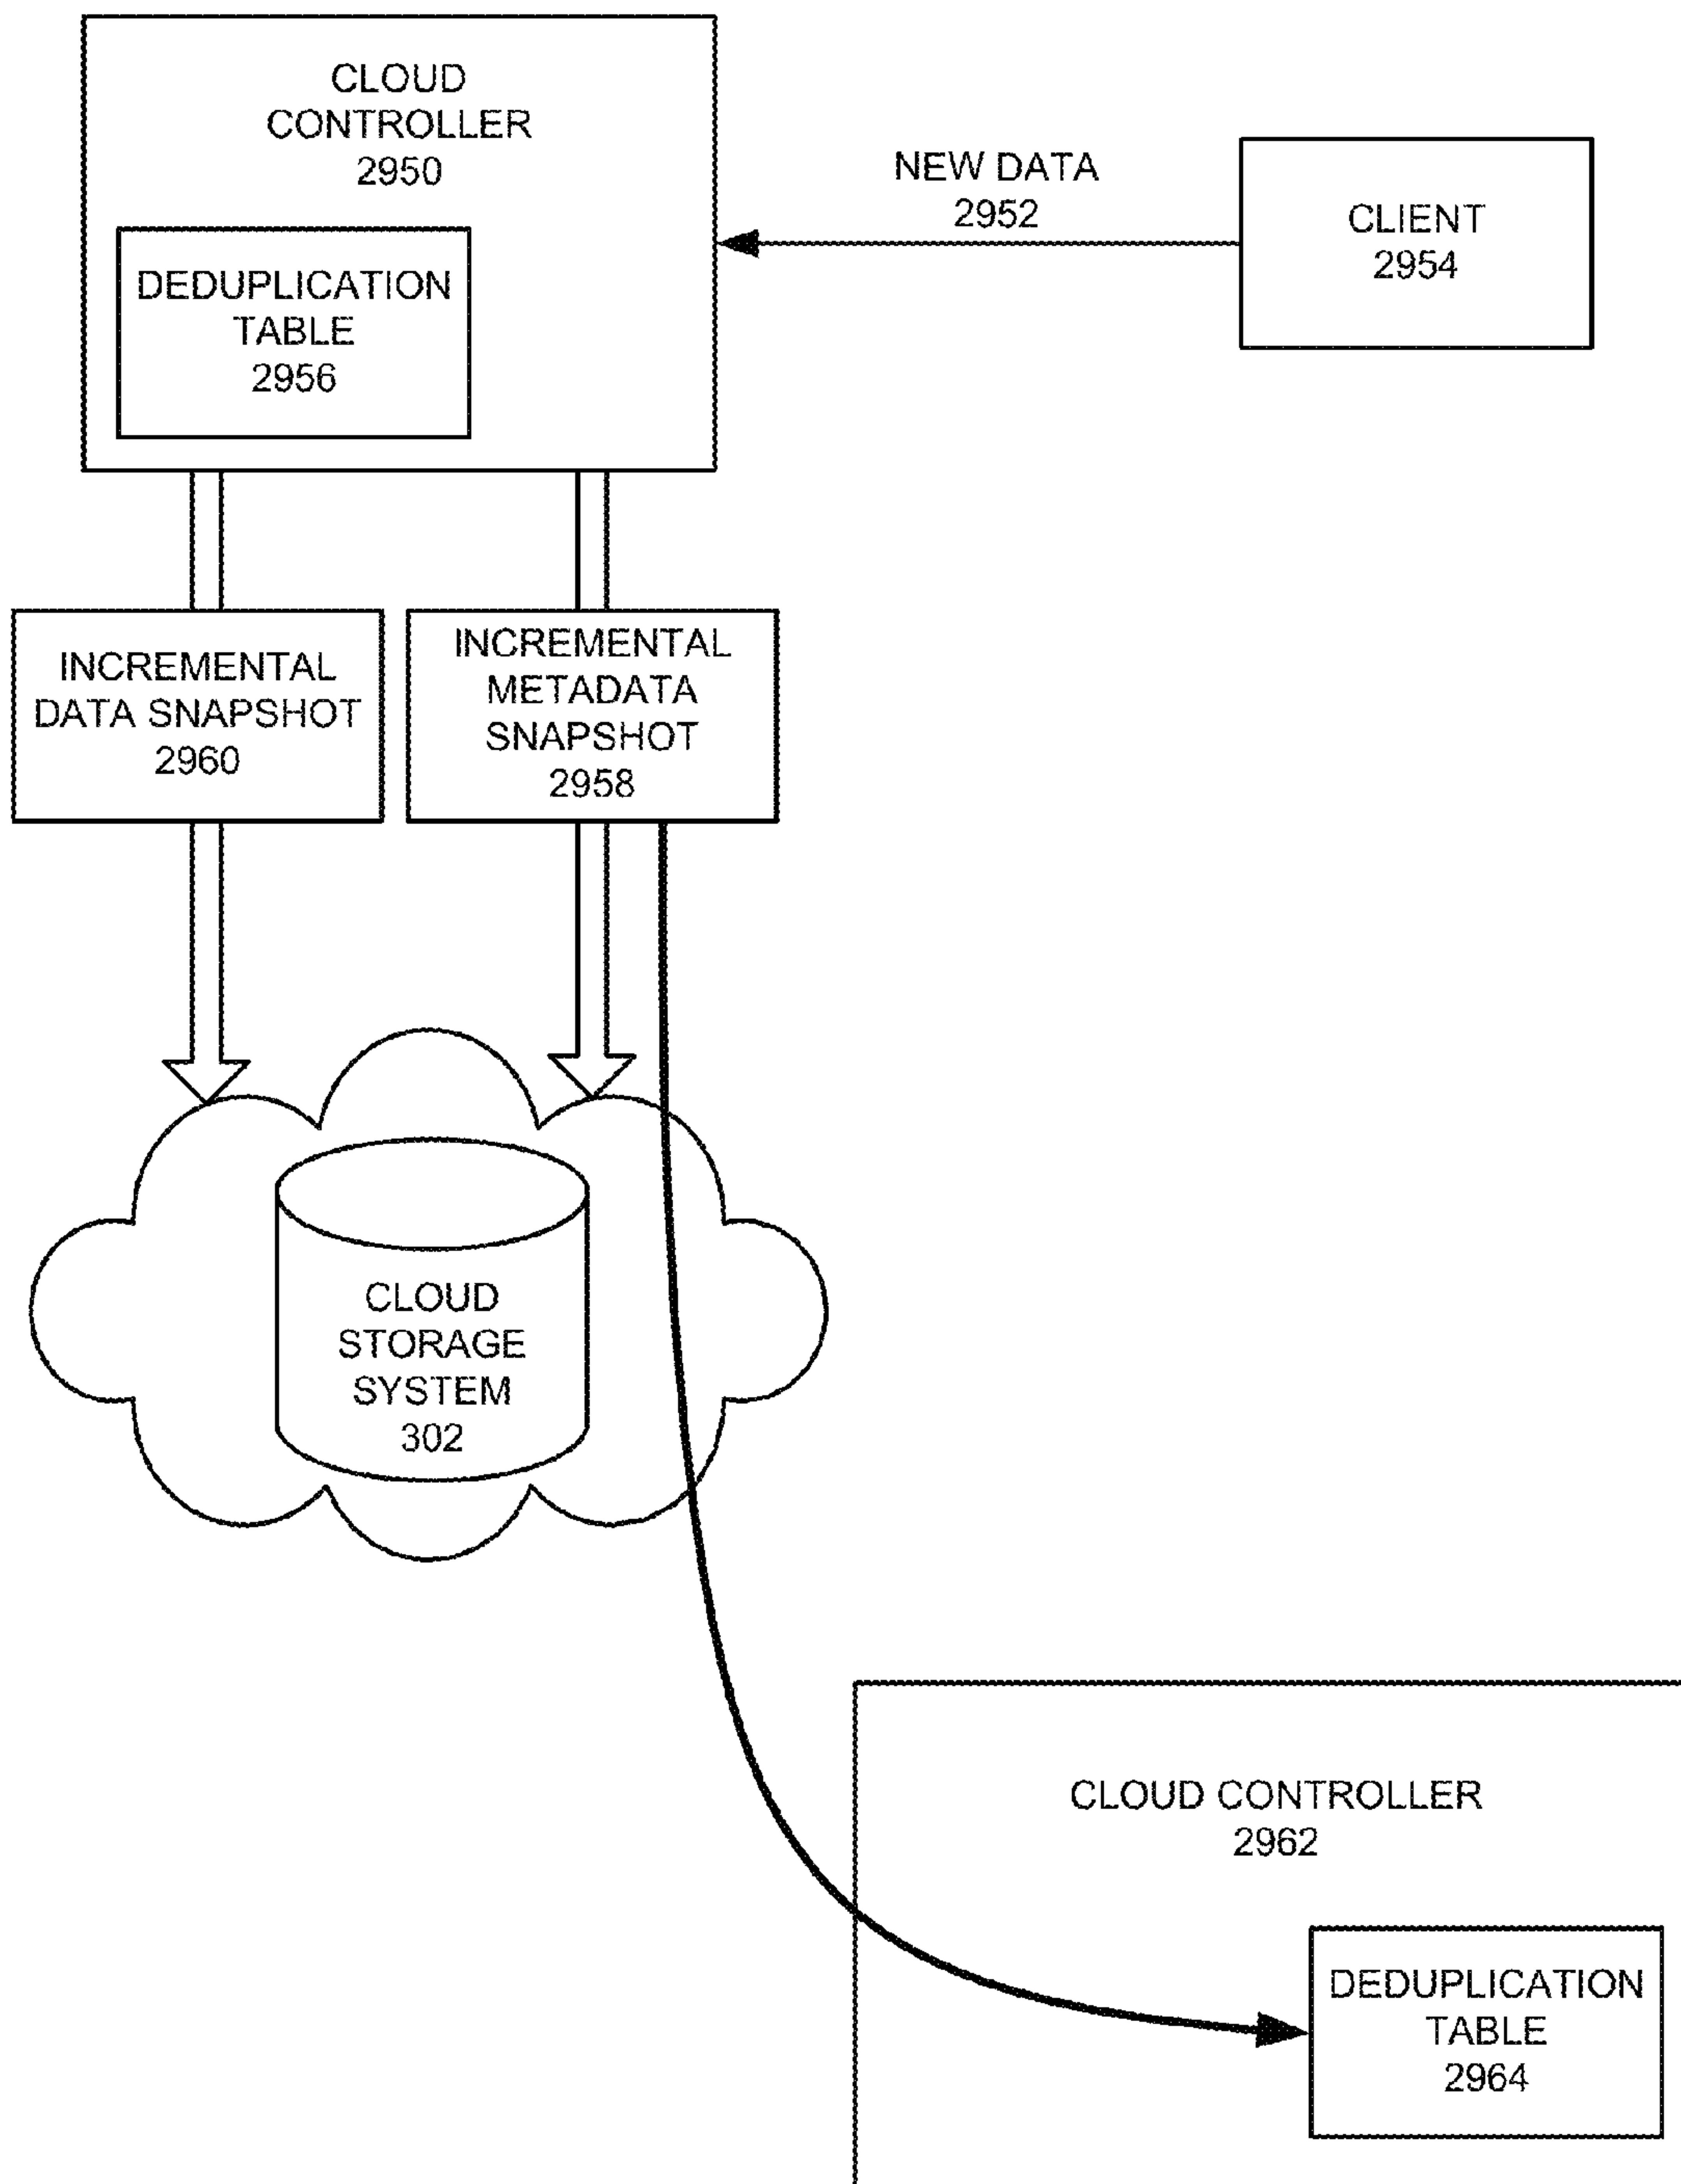 CLOUD
CONTROLLER
2950
NEW DATA
2952
CLIENT
2954
DEDUPLICATION
TABLE
2956
INCREMENTAL
DATA SNAPSHOT
2960
INCREMENTAL
METADATA
SNAPSHOT
2958
CLOUD
STORAGE
SYSTEM
302
CLOUD CONTROLLER
2962
DEDUPLICATION
TABLE
2964